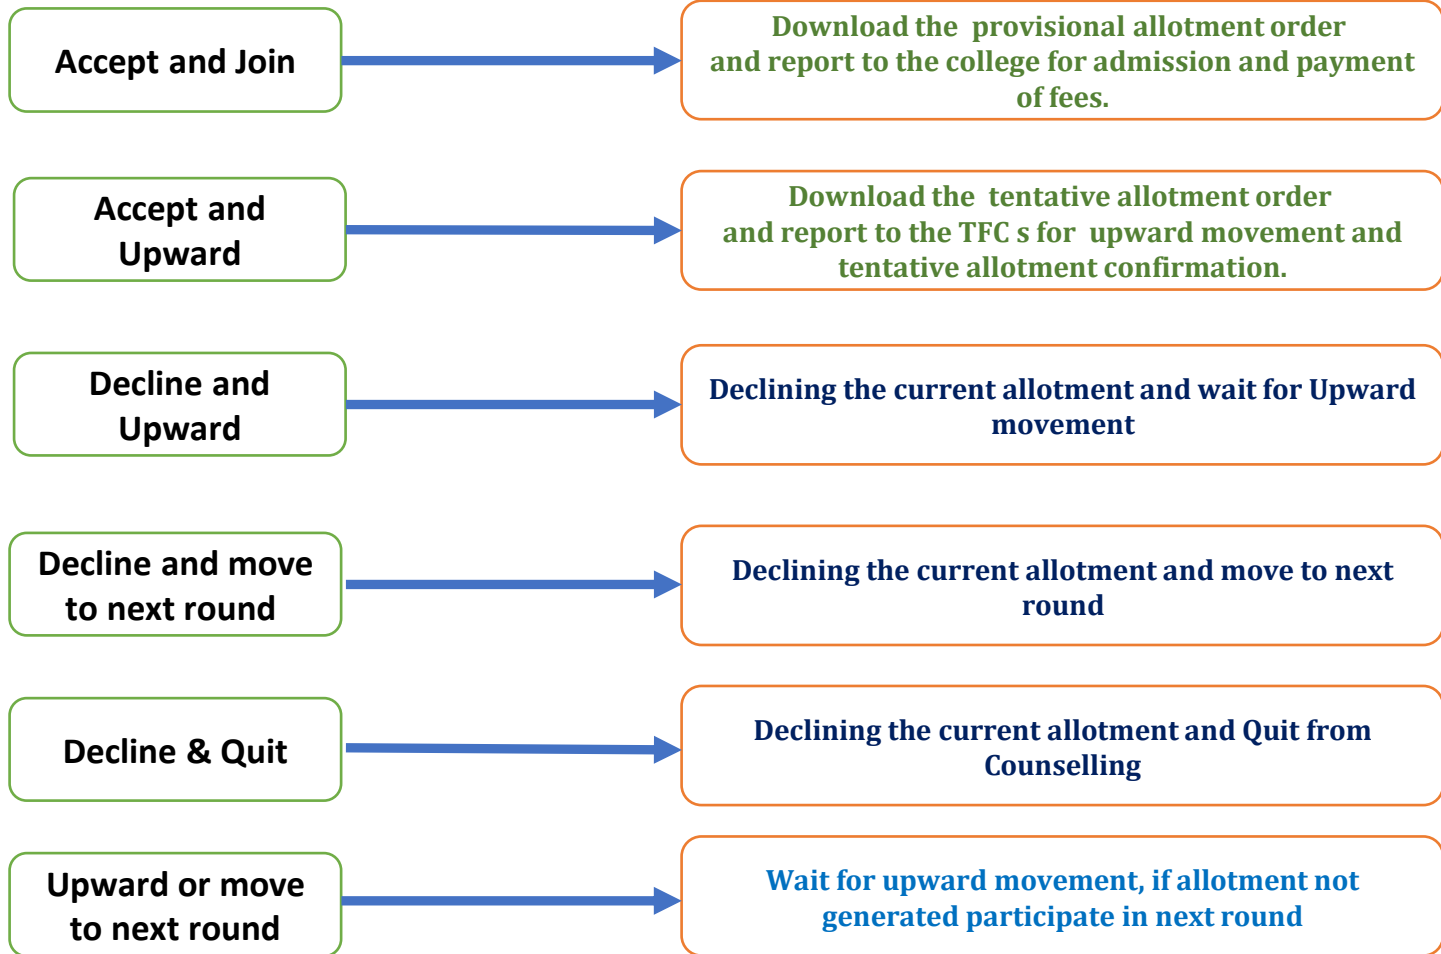 Accept and Join
Download the provisional allotment order
and report to the college for admission and payment
of fees.
Accept and
Upward
Download the tentative allotment order
and report to the TFC s for upward movement and
tentative allotment confirmation.
Decline and
Upward
Declining the current allotment and wait for Upward
movement
Decline and move
to next round
Declining the current allotment and move to next
round
Decline & Quit
Declining the current allotment and Quit from
Counselling
Upward or move
to next round
Wait for upward movement, if allotment not
generated participate in next round